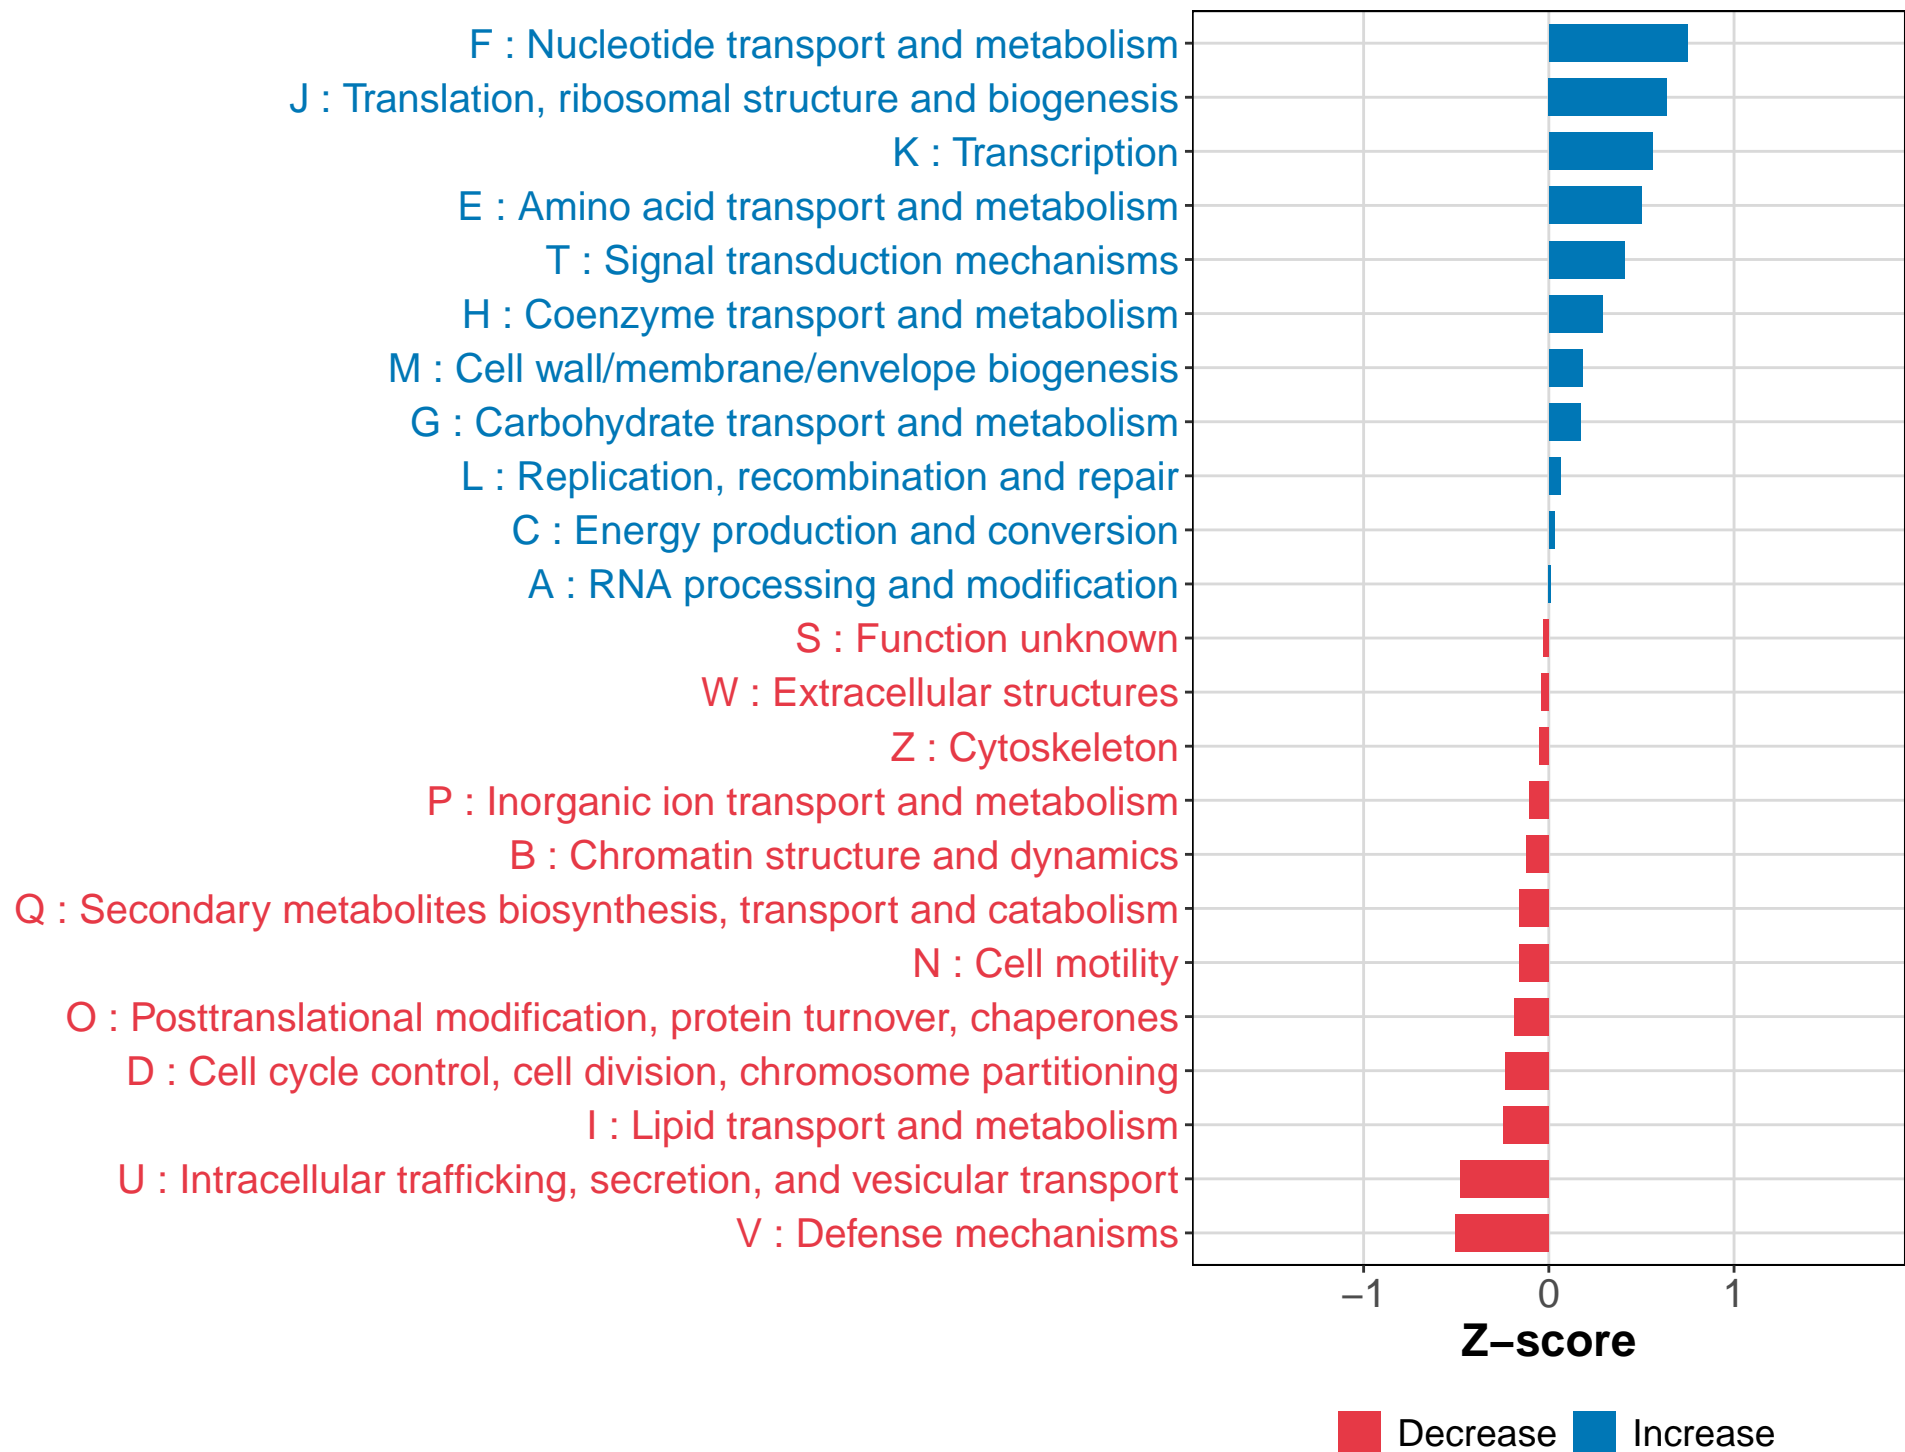 F : Nucleotide transport and metabolism
J : Translation, ribosomal structure and biogenesis
K : Transcription
E : Amino acid transport and metabolism
T : Signal transduction mechanisms
H : Coenzyme transport and metabolism
M : Cell wall/membrane/envelope biogenesis
G : Carbohydrate transport and metabolism
L : Replication, recombination and repair
C : Energy production and conversion
A : RNA processing and modification
S : Function unknown
W : Extracellular structures
Z : Cytoskeleton
P : Inorganic ion transport and metabolism
B : Chromatin structure and dynamics
Q : Secondary metabolites biosynthesis, transport and catabolism
N : Cell motility
O : Posttranslational modification, protein turnover, chaperones
D : Cell cycle control, cell division, chromosome partitioning
I : Lipid transport and metabolism
U : Intracellular trafficking, secretion, and vesicular transport
V : Defense mechanisms
−1 0 1
Z−score
Decrease Increase